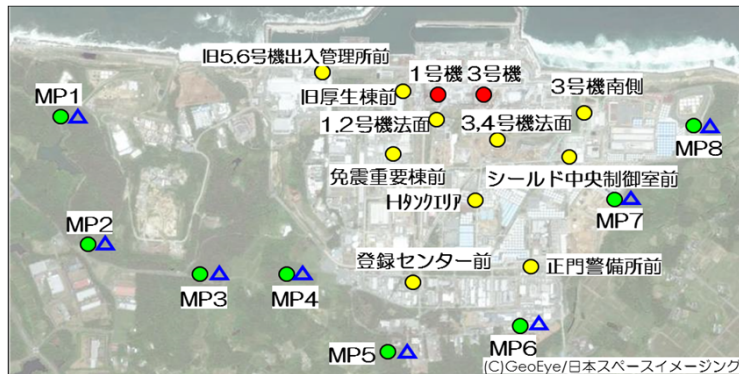 旧5.6号機出入管理所前
1号機 3号機
MP1
旧厚生棟前
3号機南側
1.2号機法面
3,4号機法面
MP8
免震重要棟前
シールド中央制御室前
Hタンクエリア
MP7
MP2
登録センター前
正門警備所前
MP3
MP4
MP6
MP5
(C)GeoEye/日本スペースイメージング